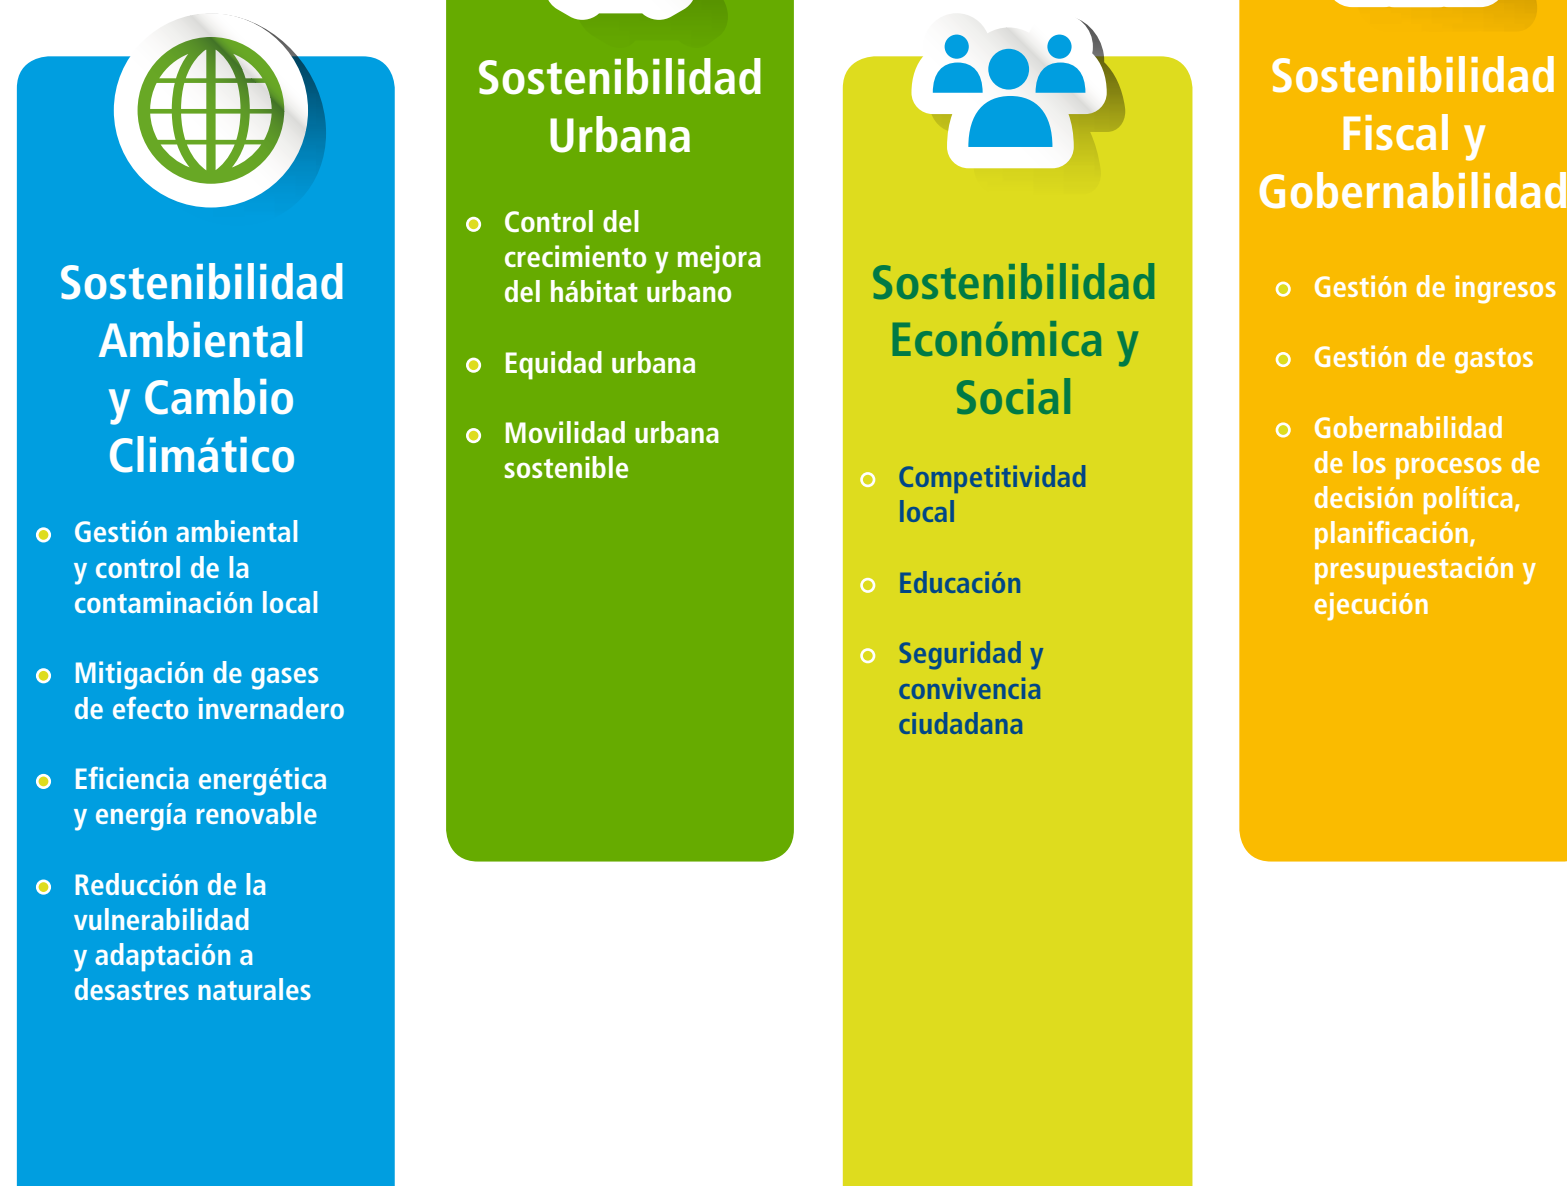 Sostenibilidad
Ambiental
y Cambio
Climático
Gestión ambiental
y control de la
contaminación local
Mitigación de gases
de efecto invernadero
Eficiencia energética
y energía renovable
Reducción de la
vulnerabilidad
y adaptación a
desastres naturales
Sostenibilidad
Urbana
Control del
crecimiento y mejora
del hábitat urbano
Equidad urbana
Movilidad urbana
sostenible
Sostenibilidad
Económica y
Social
Competitividad
local
Educación
Seguridad y
convivencia
ciudadana
Sostenibilidad
Fiscal y
Gobernabilidad
Gestión de ingresos
Gestión de gastos
Gobernabilidad
de los procesos de
decisión política,
planificación,
presupuestación y
ejecución